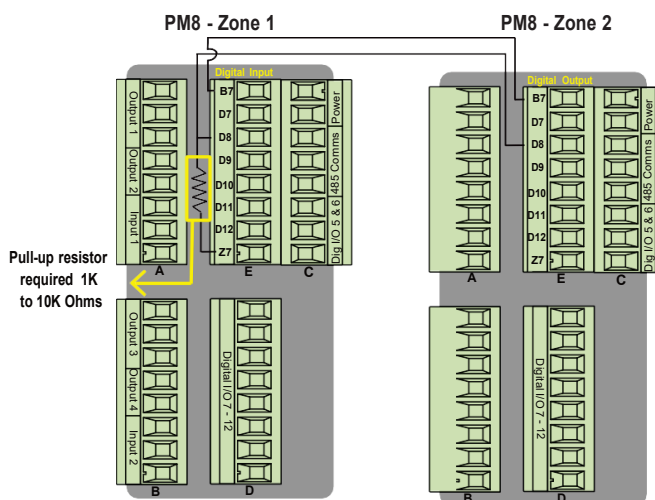 PM8 - Zone 1
PM8 - Zone 2
Digital Input
Output 1
Output 2
Input 1
A
B7
D7
D8
D9
D10
D11
D12
Z7
E
Power
485 Comms
Dig I/O 5 & 6
C
Pull-up resistor
required 1K
to 10K Ohms
Output 3
Output 4
Input 2
B
Digital I/O 7 - 12
D
Digital Output
A
B7
D7
D8
D9
D10
D11
D12
Z7
E
Power
485 Comms
Dig I/O 5 & 6
C
B
Digital I/O 7 - 12
D